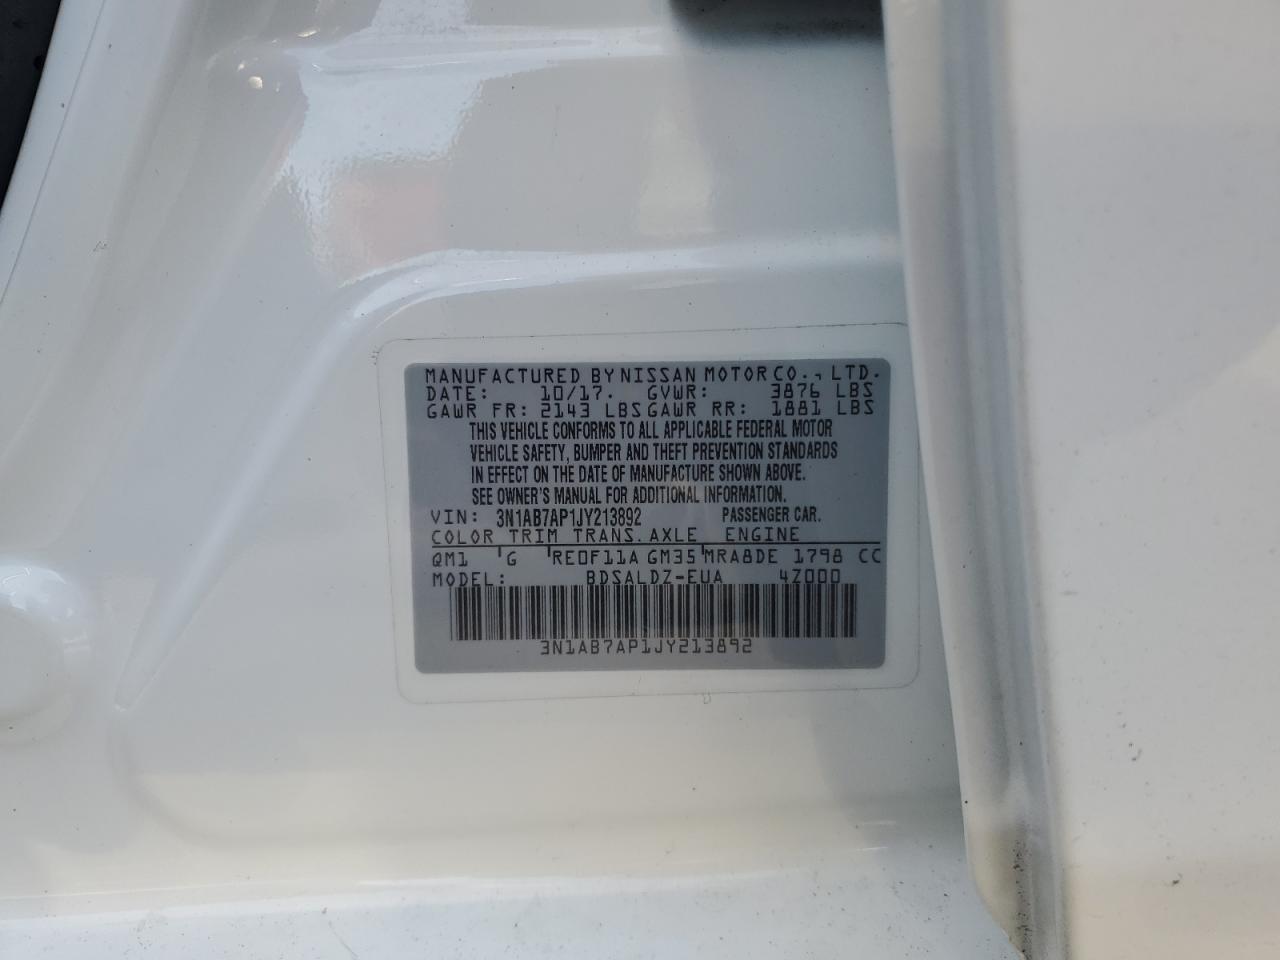 MANUFACTURED BY NISSAN MOTOR CO., LTD.
DATE: 10/17. GVWR: 3876 LBS
GAWR FR: 2143 LBS GAWR RR: 1881 LBS
THIS VEHICLE CONFORMS TO ALL APPLICABLE FEDERAL MOTOR
VEHICLE SAFETY, BUMPER AND THEFT PREVENTION STANDARDS
IN EFFECT ON THE DATE OF MANUFACTURE SHOWN ABOVE.
SEE OWNER'S MANUAL FOR ADDITIONAL INFORMATION.
VIN: 3N1AB7AP1JY213892 PASSENGER CAR.
COLOR TRIM TRANS. AXLE ENGINE
QM1 G RE0F11A GM35 MRA8DE 1798 CC
MODEL: BDSALDZ-EUA 4Z000
3N1AB7AP1JY213892